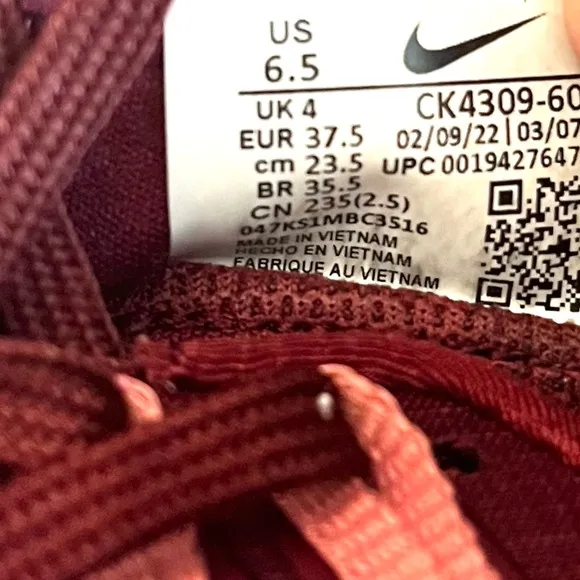 US
6.5
UK 4
EUR 37.5
cm 23.5
BR 35.5
CN 235(2.5)
047KS1MBC3516
MADE IN VIETNAM
HECHO EN VIETNAM
FABRIQUE AU VIETNAM
CK4309-60
02/09/22|03/07
UPC 0019427647